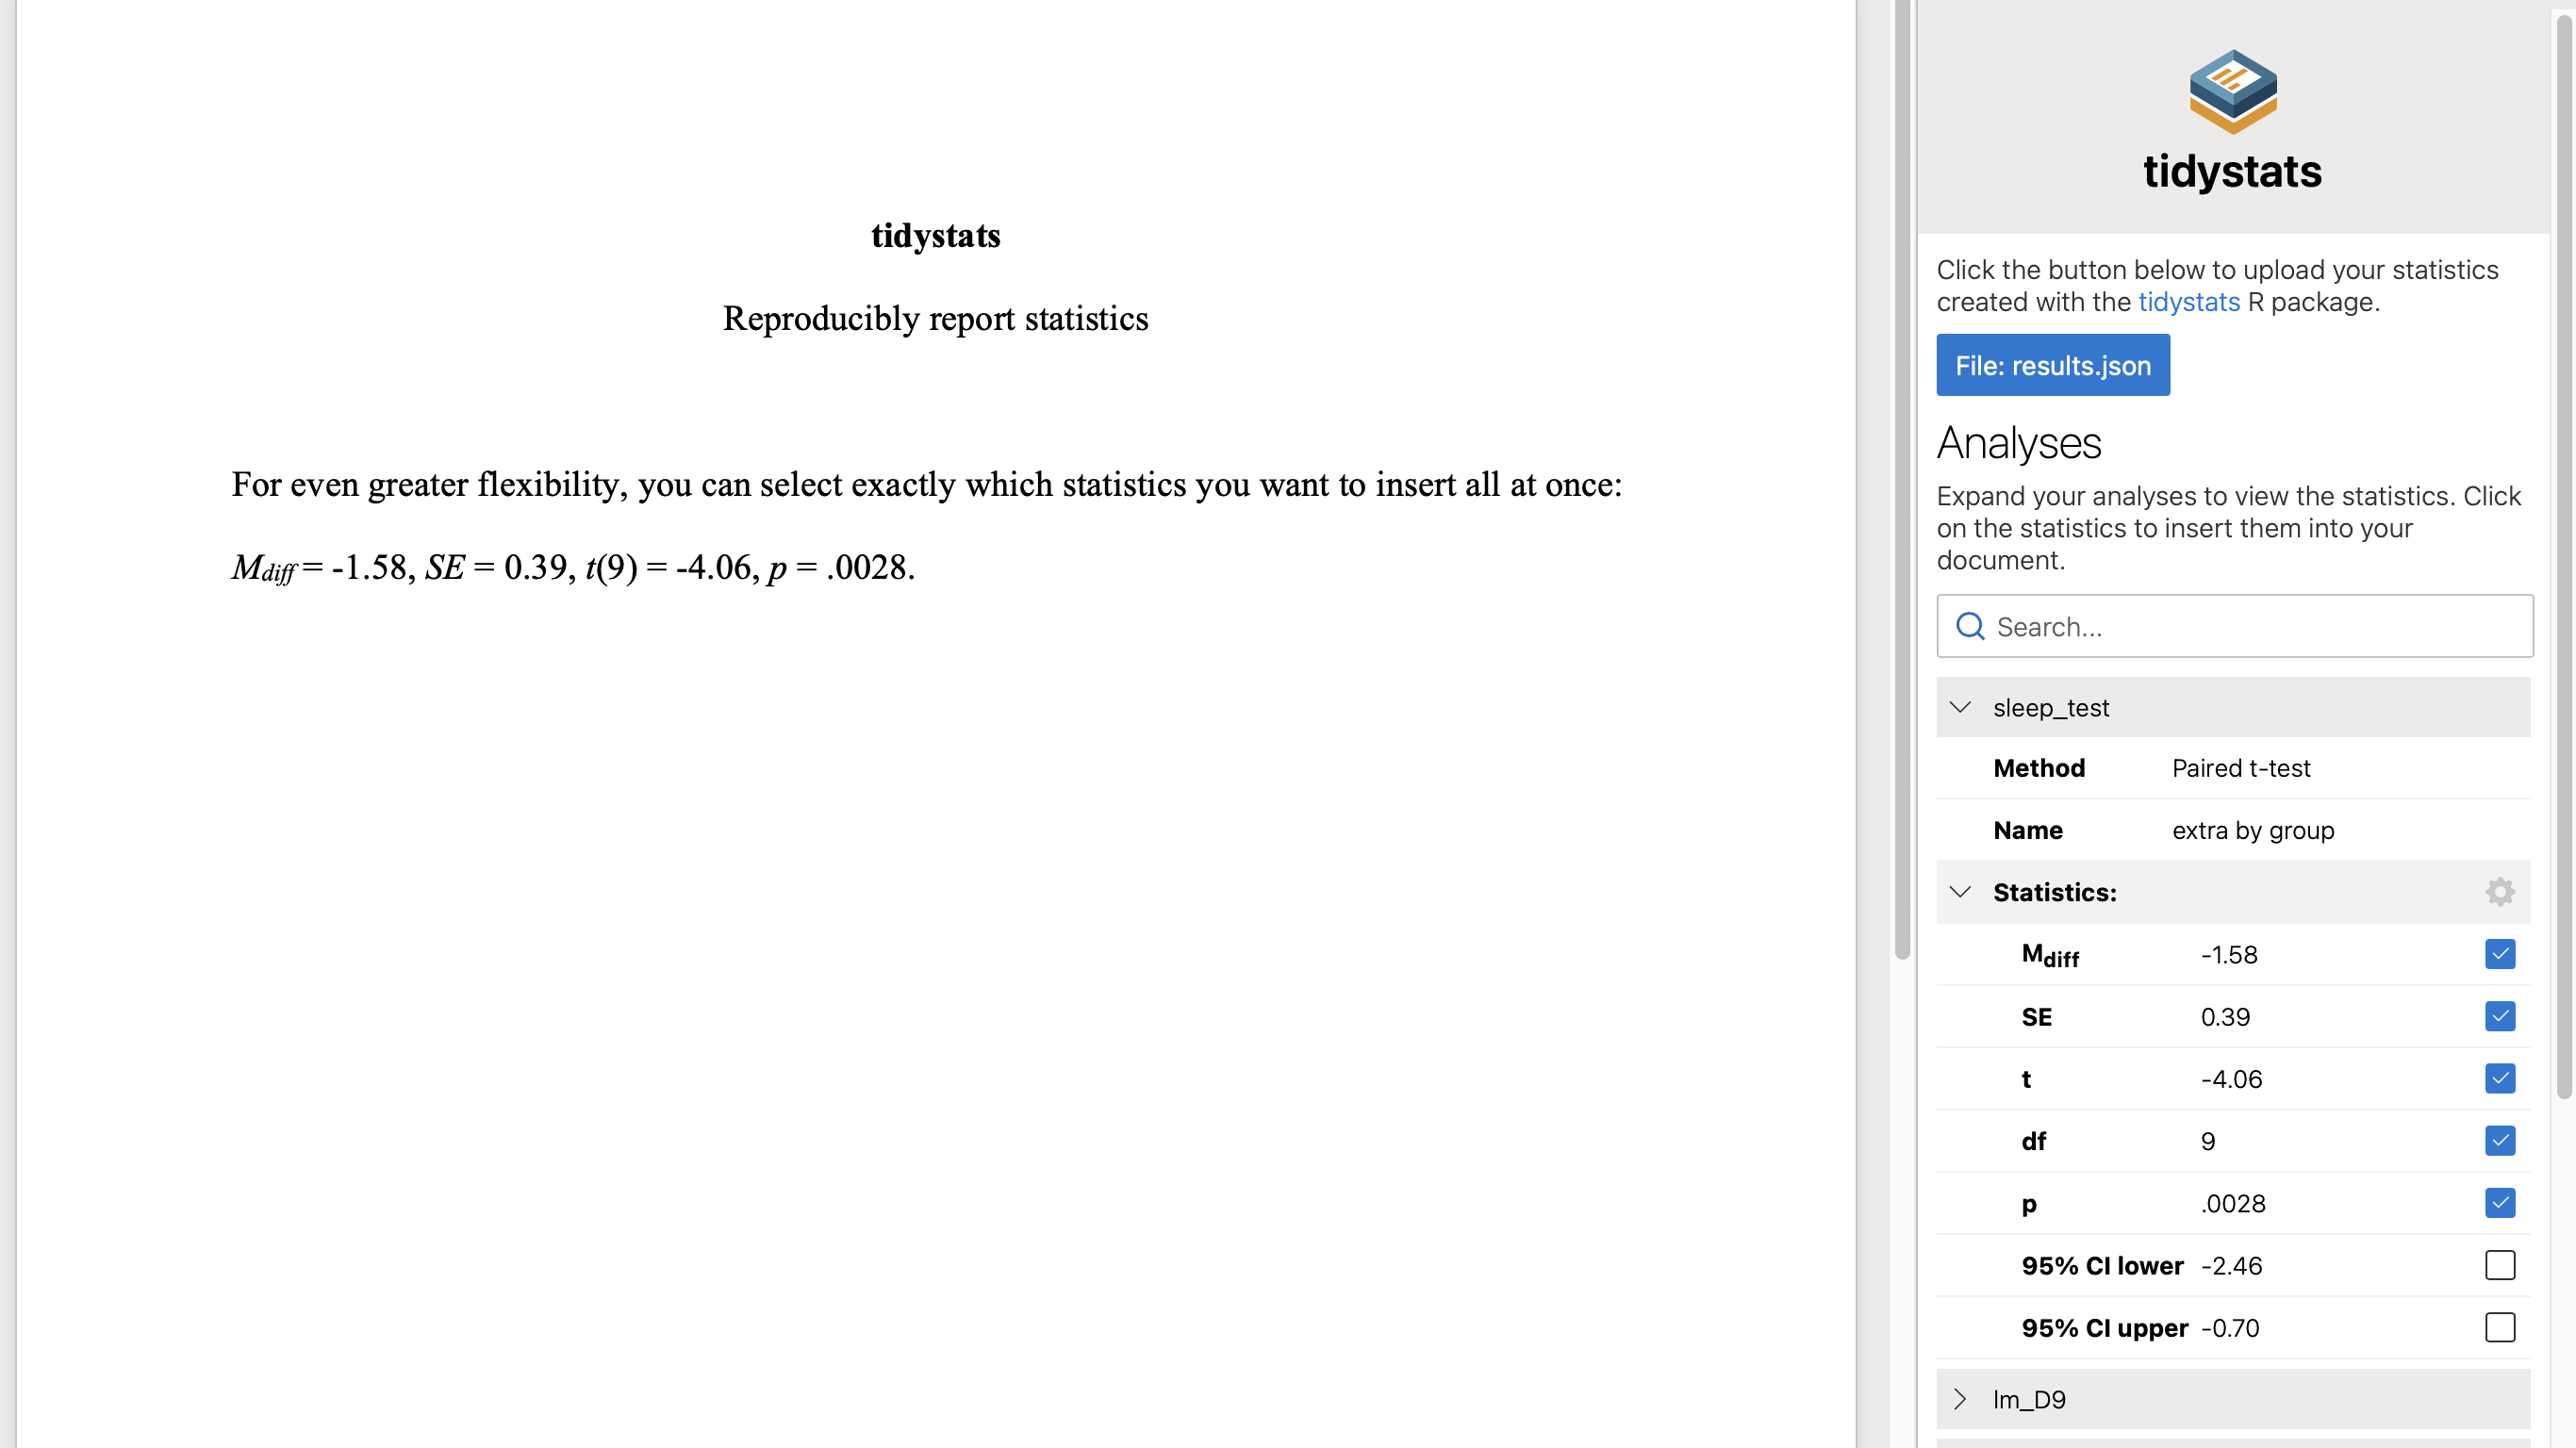 tidystats
Reproducibly report statistics
For even greater flexibility, you can select exactly which statistics you want to insert all at once:
Mdiff = -1.58, SE = 0.39, t(9) = -4.06, p = .0028.
tidystats
Click the button below to upload your statistics
created with the tidystats R package.
File: results.json
Analyses
Expand your analyses to view the statistics. Click
on the statistics to insert them into your
document.
Search...
sleep_test
Method Paired t-test
Name extra by group
Statistics:
Mdiff -1.58
SE 0.39
t -4.06
df 9
p .0028
95% CI lower -2.46
95% CI upper -0.70
lm_D9